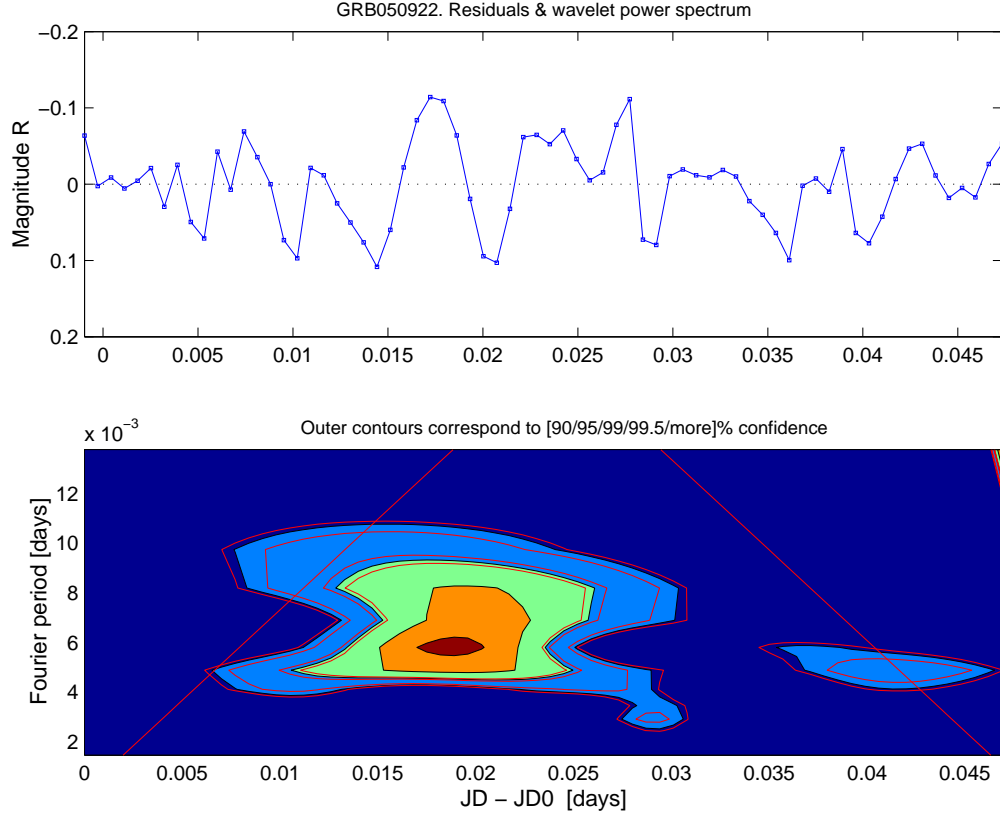 GRB050922. Residuals & wavelet power spectrum
Magnitude R
−0.2
−0.1
0
0.1
0.2
0 0.005 0.01 0.015 0.02 0.025 0.03 0.035 0.04 0.045
x 10−3
Outer contours correspond to [90/95/99/99.5/more]% confidence
Fourier period [days]
12
10
8
6
4
2
0 0.005 0.01 0.015 0.02 0.025 0.03 0.035 0.04 0.045
JD − JD0 [days]